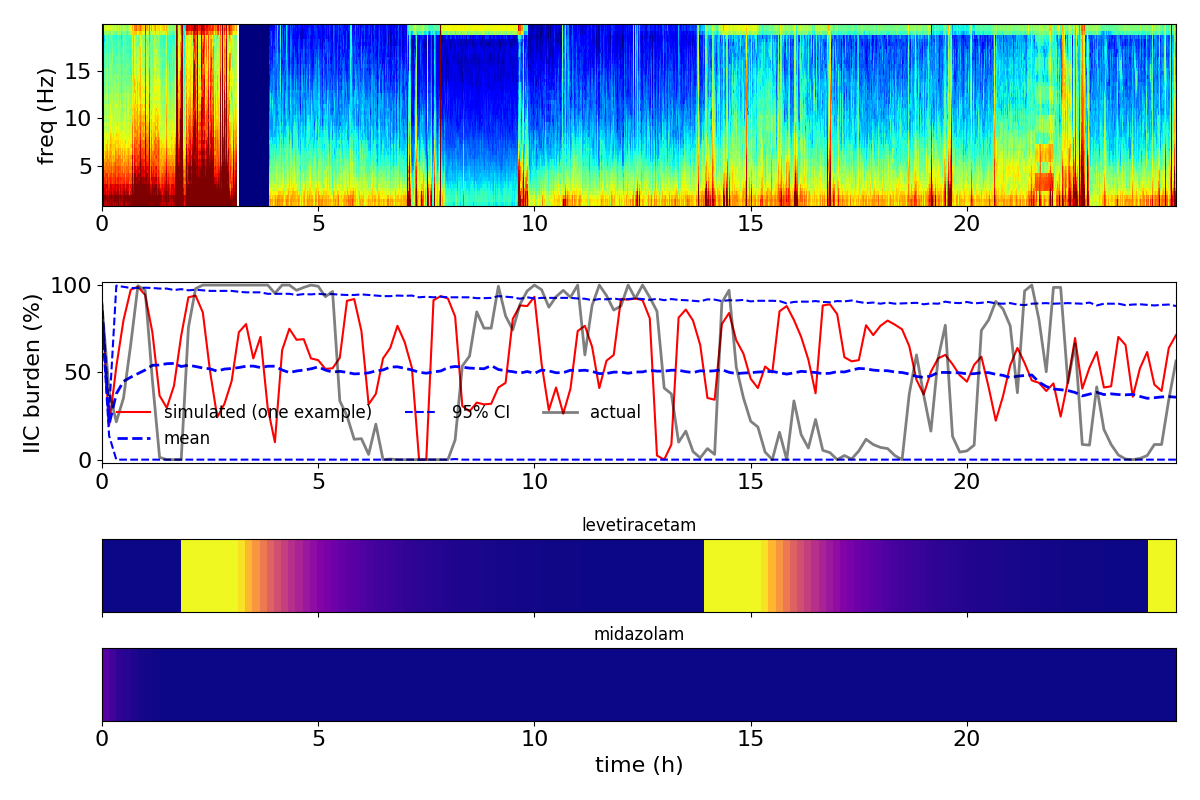 freq (Hz)
15
10
5
0 5 10 15 20
IIC burden (%)
100
50
0
simulated (one example) 95% CI actual
mean
0 5 10 15 20
levetiracetam
midazolam
0 5 10 15 20
time (h)